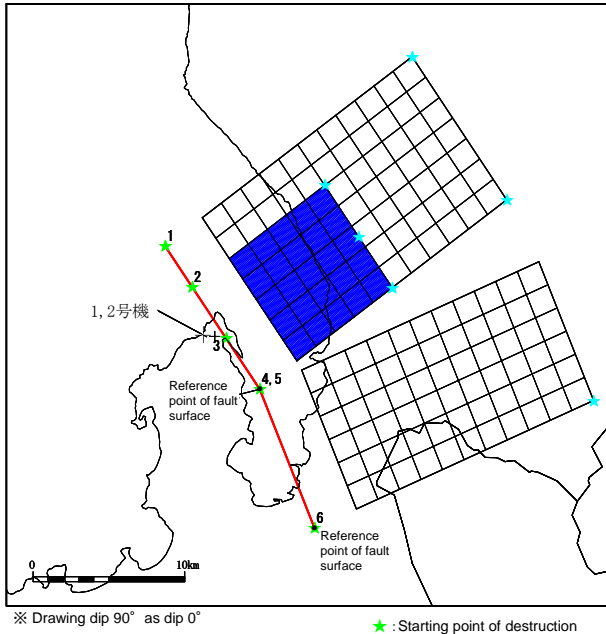 1
2
1,2号機
3
4,5
Reference
point of fault
surface
6
Reference
point of fault
surface
0
10km
※ Drawing dip 90° as dip 0°
★ : Starting point of destruction